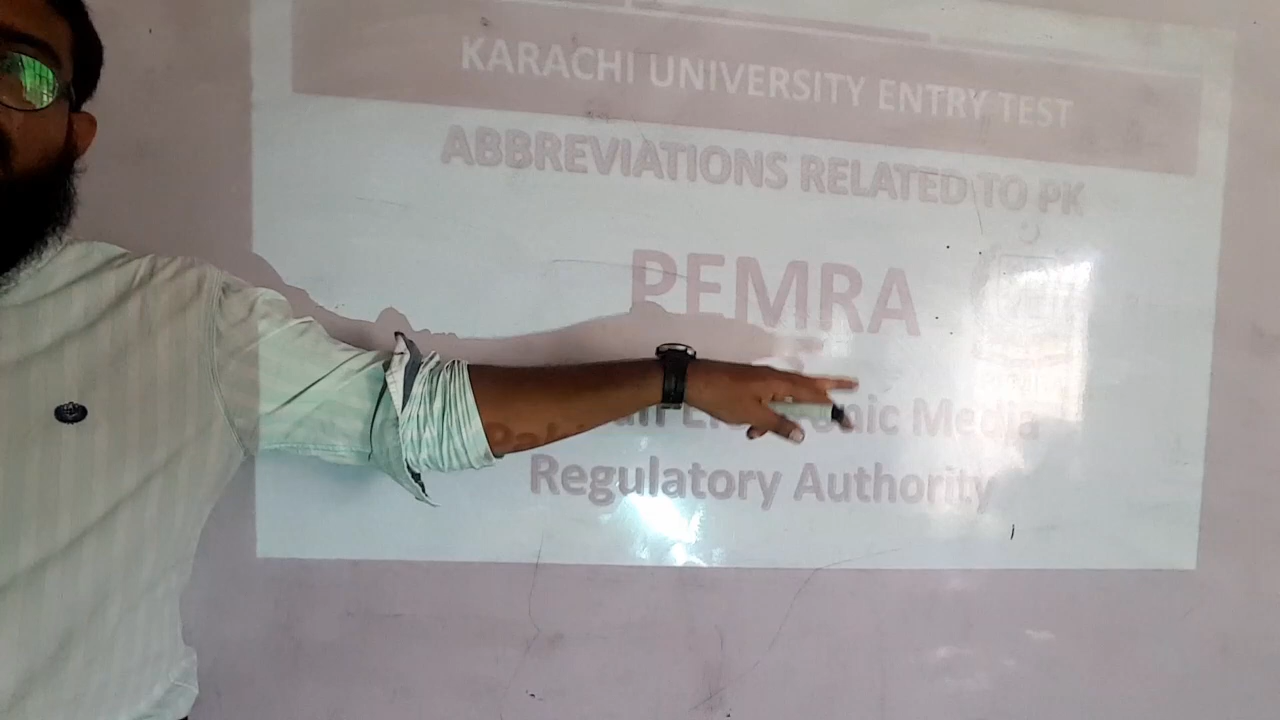 KARACHI UNIVERSITY ENTRY TEST
ABBREVIATIONS RELATED TO PK
PEMRA
Media
Regulatory Authority